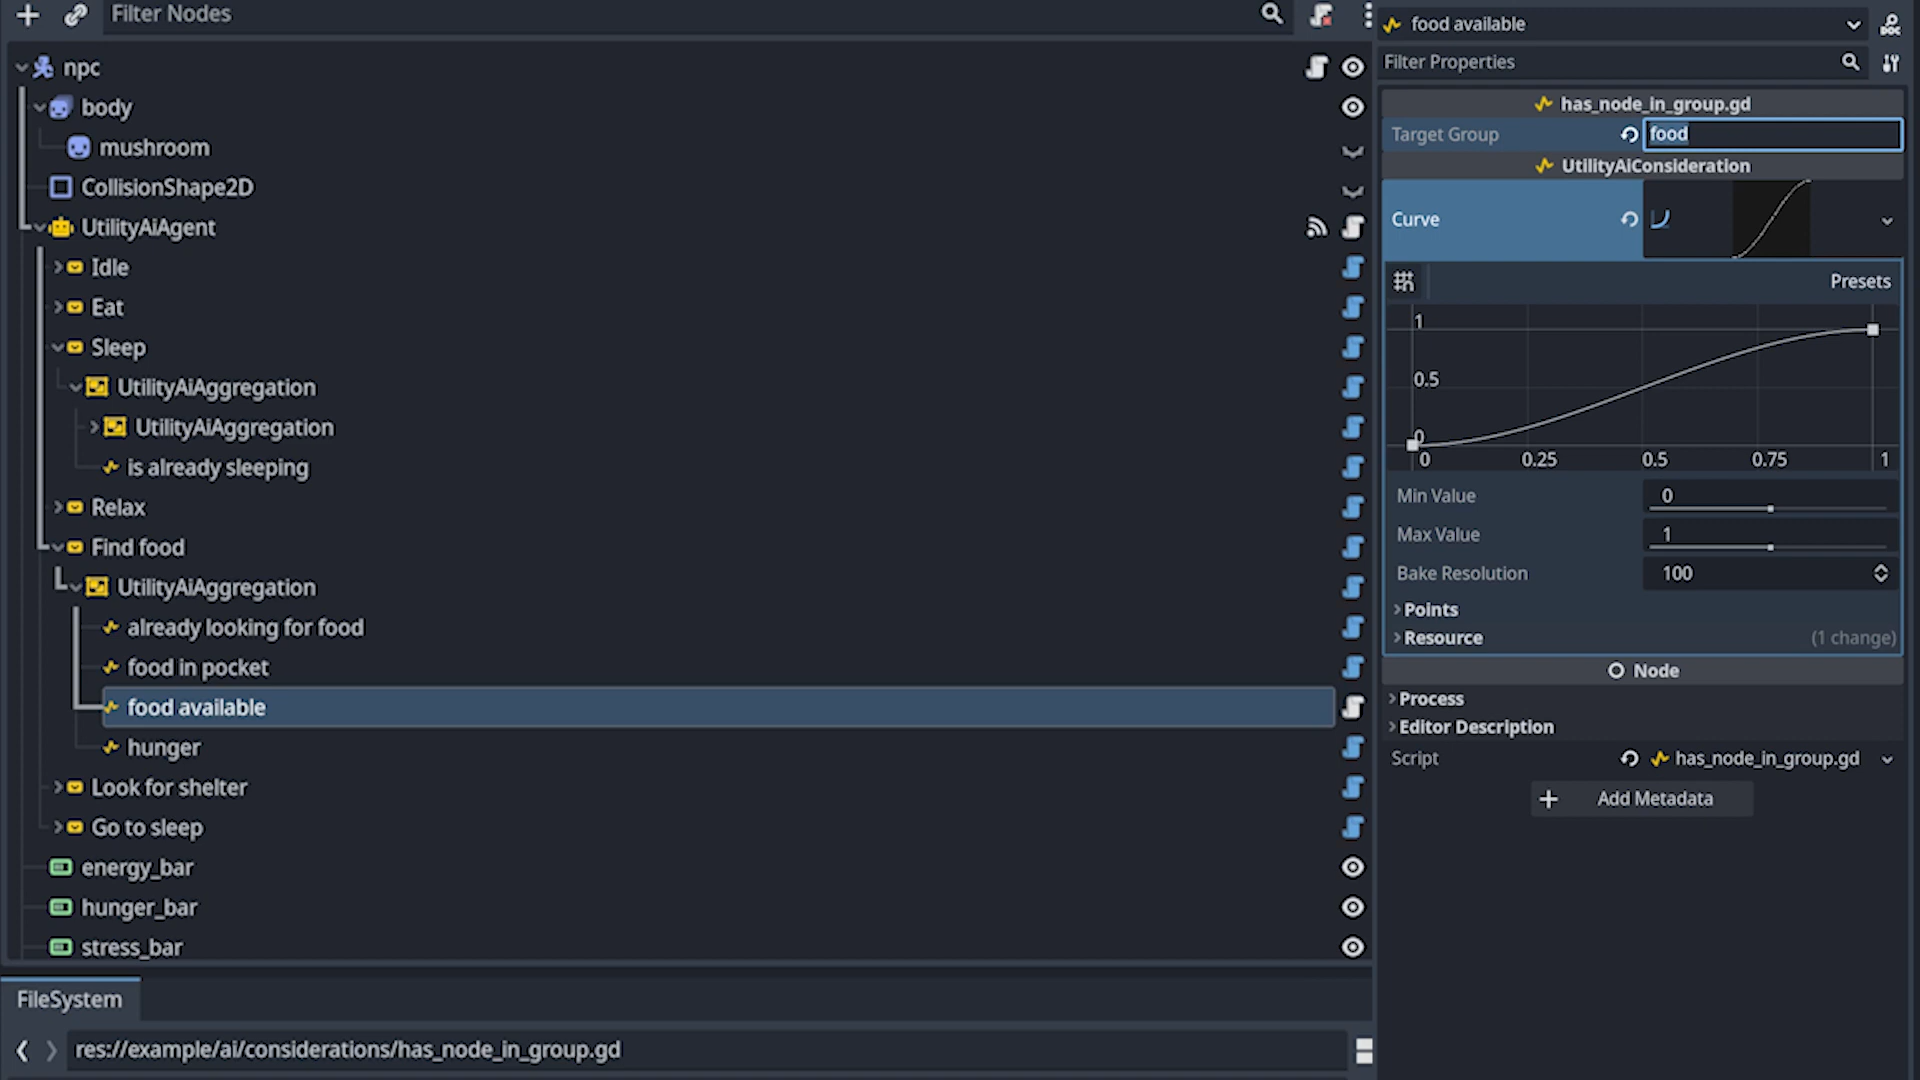 Filter Nodes
npc
body
mushroom
CollisionShape2D
UtilityAiAgent
Idle
Eat
Sleep
UtilityAiAggregation
UtilityAiAggregation
is already sleeping
Relax
Find food
UtilityAiAggregation
already looking for food
food in pocket
food available
hunger
Look for shelter
Go to sleep
energy_bar
hunger_bar
stress_bar
FileSystem
res://example/ai/considerations/has_node_in_group.gd
food available
DOC
Filter Properties
has_node_in_group.gd
Target Group food
UtilityAiConsideration
Curve
Presets
1
0.5
0
0 0.25 0.5 0.75 1
Min Value 0
Max Value 1
Bake Resolution 100
Points
Resource (1 change)
Node
Process
Editor Description
Script has_node_in_group.gd
Add Metadata